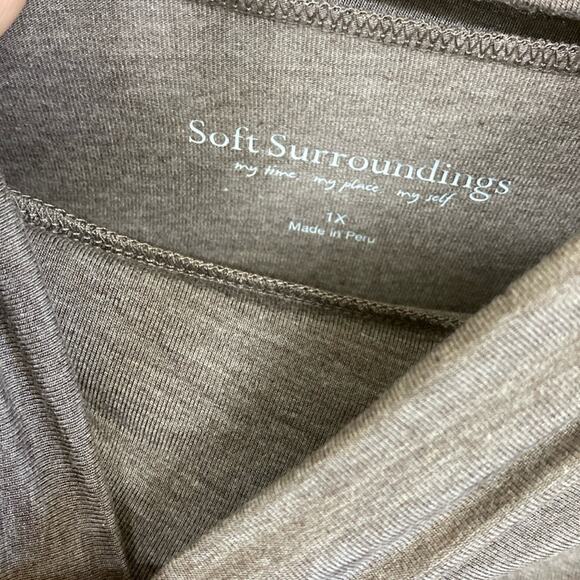 Soft Surroundings
my time my place my self
1X
Made in Peru